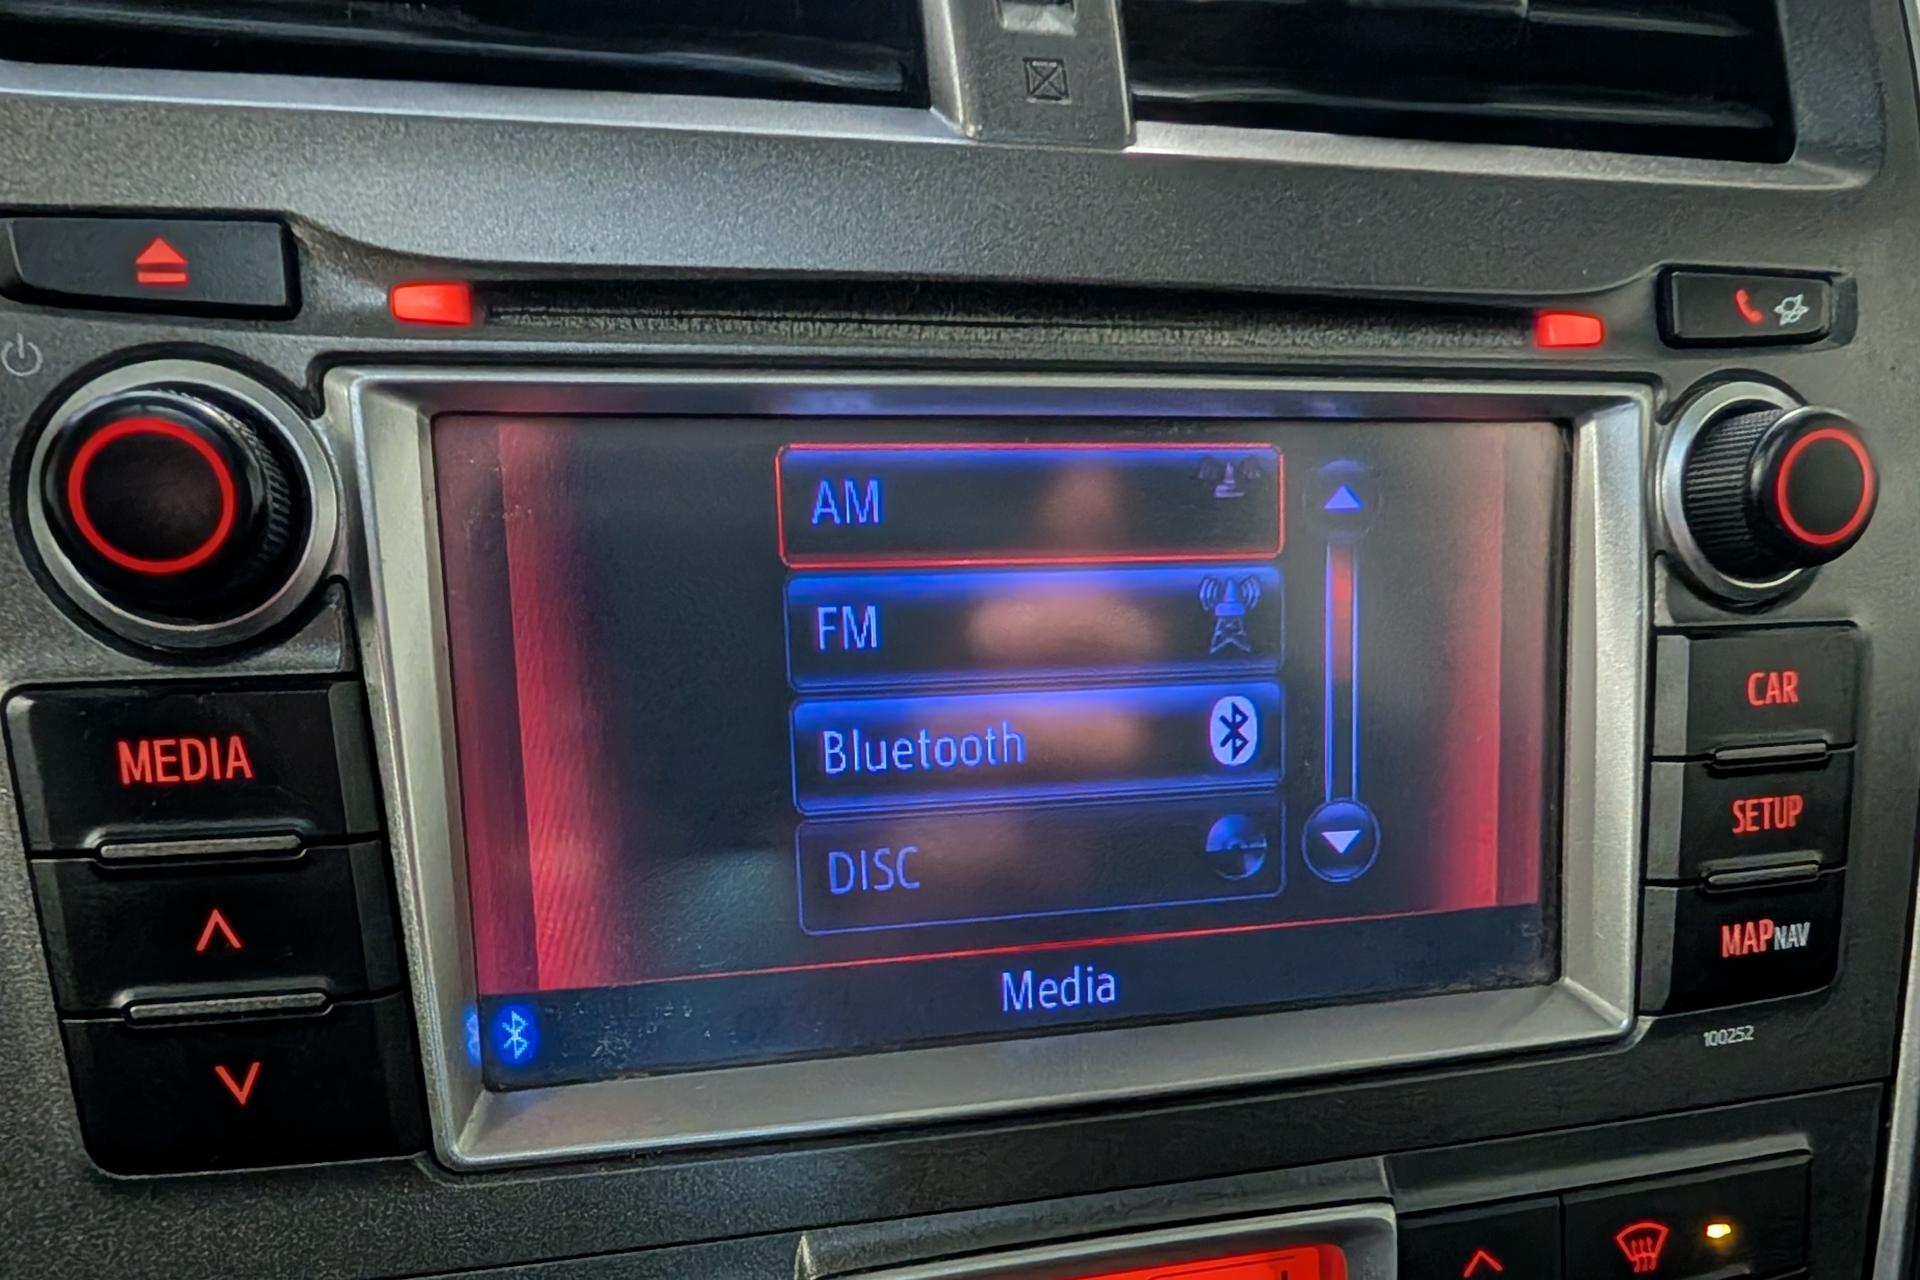 AM
FM
Bluetooth
DISC
Media
MEDIA
CAR
SETUP
MAPNAV
100252